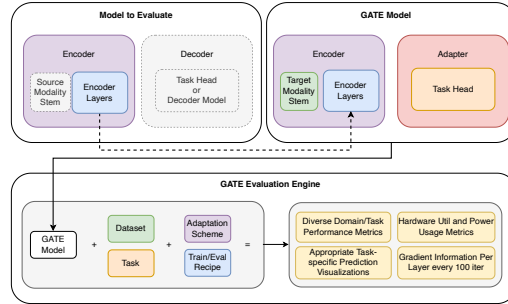 Model to Evaluate
Encoder
Source
Modality
Stem
Encoder
Layers
Decoder
Task Head
or
Decoder Model
GATE Model
Encoder
Target
Modality
Stem
Encoder
Layers
Adapter
Task Head
GATE Evaluation Engine
GATE
Model
+
Dataset
Task
+
Adaptation
Scheme
Train/Eval
Recipe
=
Diverse Domain/Task
Performance Metrics
Hardware Util and Power
Usage Metrics
Appropriate Task-
specific Prediction
Visualizations
Gradient Information Per
Layer every 100 iter